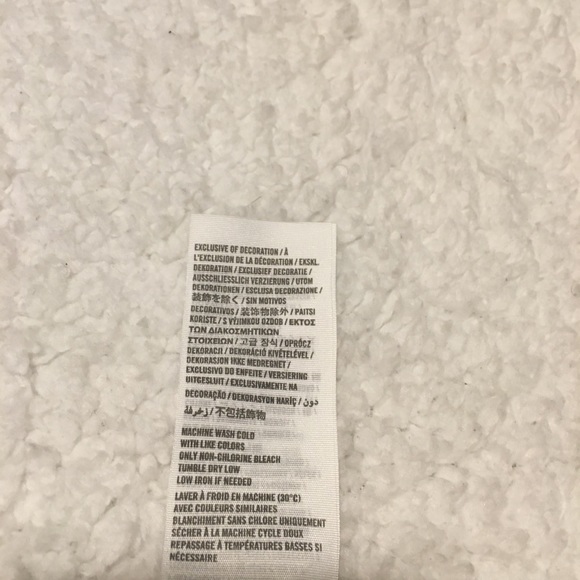 EXCLUSIVE OF DECORATION / À
L'EXCLUSION DE LA DÉCORATION / EKSKL.
DEKORATION / EXCLUSIEF DECORATIE /
AUSSCHLIESSLICH VERZIERUNG / UTOM
DEKORATIONEN / ESCLUSA DECORAZIONE /
装飾を除く / SIN MOTIVOS
DECORATIVOS / 装饰物除外 / PAITSI
KORISTE / S VÝJIMKOU OZDOB / ΕΚΤΟΣ
ΤΩΝ ΔΙΑΚΟΣΜΗΤΙΚΩΝ
ΣΤΟΙΧΕΙΩΝ / 고급 장식 / OPRÓCZ
DEKORACJI / DEKORÁCIÓ KIVÉTELÉVEL /
DEKORASJON IKKE MEDREGNET /
EXCLUSIVO DO ENFEITE / VERSIERING
UITGESLUIT / EXCLUSIVAMENTE NA
DECORAÇÃO / DEKORASYON HARİÇ / دون
زخرفة / 不包括飾物
MACHINE WASH COLD
WITH LIKE COLORS
ONLY NON-CHLORINE BLEACH
TUMBLE DRY LOW
LOW IRON IF NEEDED
LAVER À FROID EN MACHINE (30°C)
AVEC COULEURS SIMILAIRES
BLANCHIMENT SANS CHLORE UNIQUEMENT
SÉCHER À LA MACHINE CYCLE DOUX
REPASSAGE À TEMPÉRATURES BASSES SI
NÉCESSAIRE